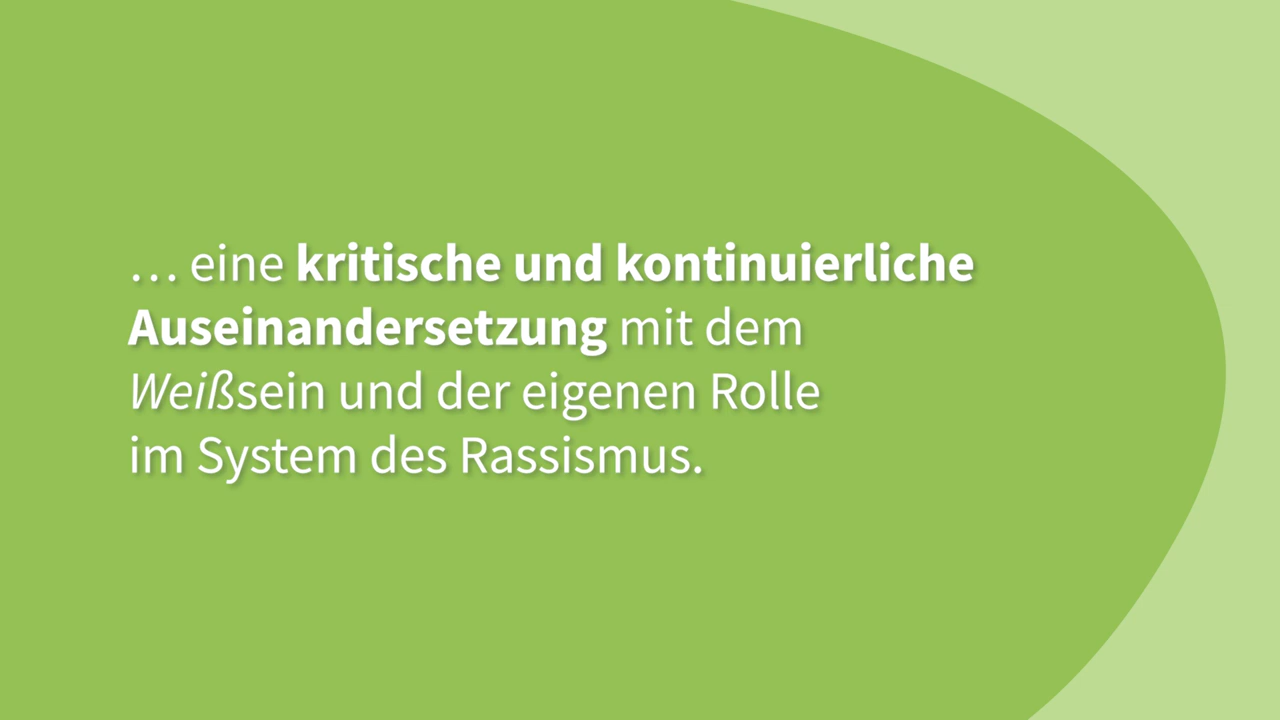 … eine kritische und kontinuierliche
Auseinandersetzung mit dem
Weißsein und der eigenen Rolle
im System des Rassismus.